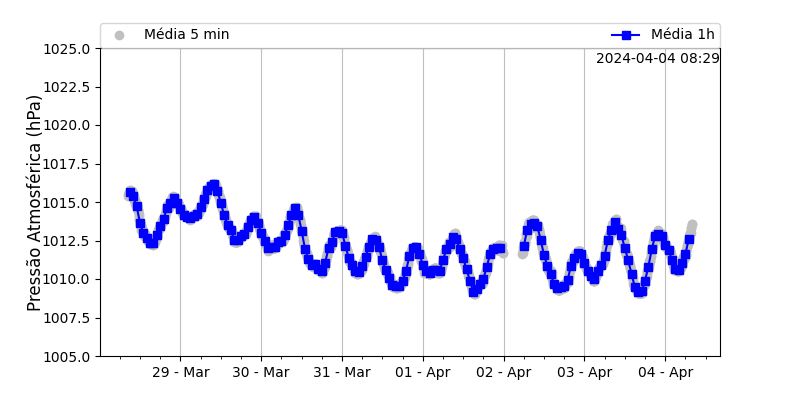 Média 5 min
Média 1h
2024-04-04 08:29
Pressão Atmosférica (hPa)
1025.0
1022.5
1020.0
1017.5
1015.0
1012.5
1010.0
1007.5
1005.0
29 - Mar
30 - Mar
31 - Mar
01 - Apr
02 - Apr
03 - Apr
04 - Apr